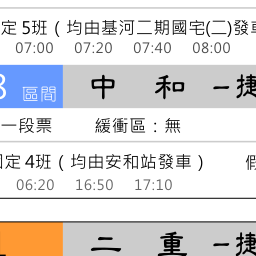 定 5班 ( 均由基河二期國宅(二)發車
07:00 07:20 07:40 08:00
區間 中 和 –捷
一段票 緩衝區：無
固定 4班 ( 均由安和站發車 )
06:20 16:50 17:10
二 重 –捷